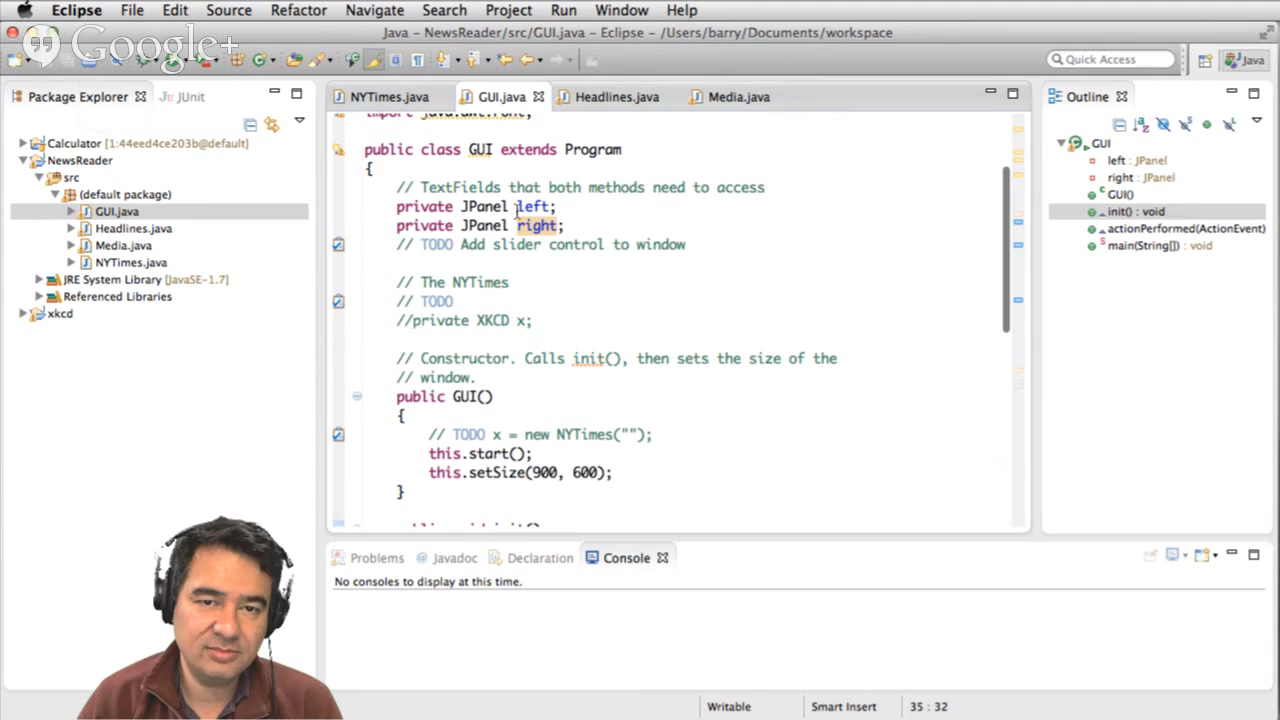 Eclipse File Edit Source Refactor Navigate Search Project Run Window Help
Java – NewsReader/src/GUI.java – Eclipse – /Users/barry/Documents/workspace
Google+
Quick Access
Java
Package Explorer
JUnit
NYTimes.java
GUI.java
Headlines.java
Media.java
Outline
Calculator [1:44eed4ce203b@default]
NewsReader
src
(default package)
GUI.java
Headlines.java
Media.java
NYTimes.java
JRE System Library [JavaSE-1.7]
Referenced Libraries
xkcd
import java.awt.Font;
public class GUI extends Program
{
// TextFields that both methods need to access
private JPanel left;
private JPanel right;
// TODO Add slider control to window
// The NYTimes
// TODO
//private XKCD x;
// Constructor. Calls init(), then sets the size of the
// window.
public GUI()
{
// TODO x = new NYTimes("");
this.start();
this.setSize(900, 600);
}
GUI
left : JPanel
right : JPanel
GUI()
init() : void
actionPerformed(ActionEvent)
main(String[]) : void
Problems
Javadoc
Declaration
Console
No consoles to display at this time.
Writable
Smart Insert
35 : 32